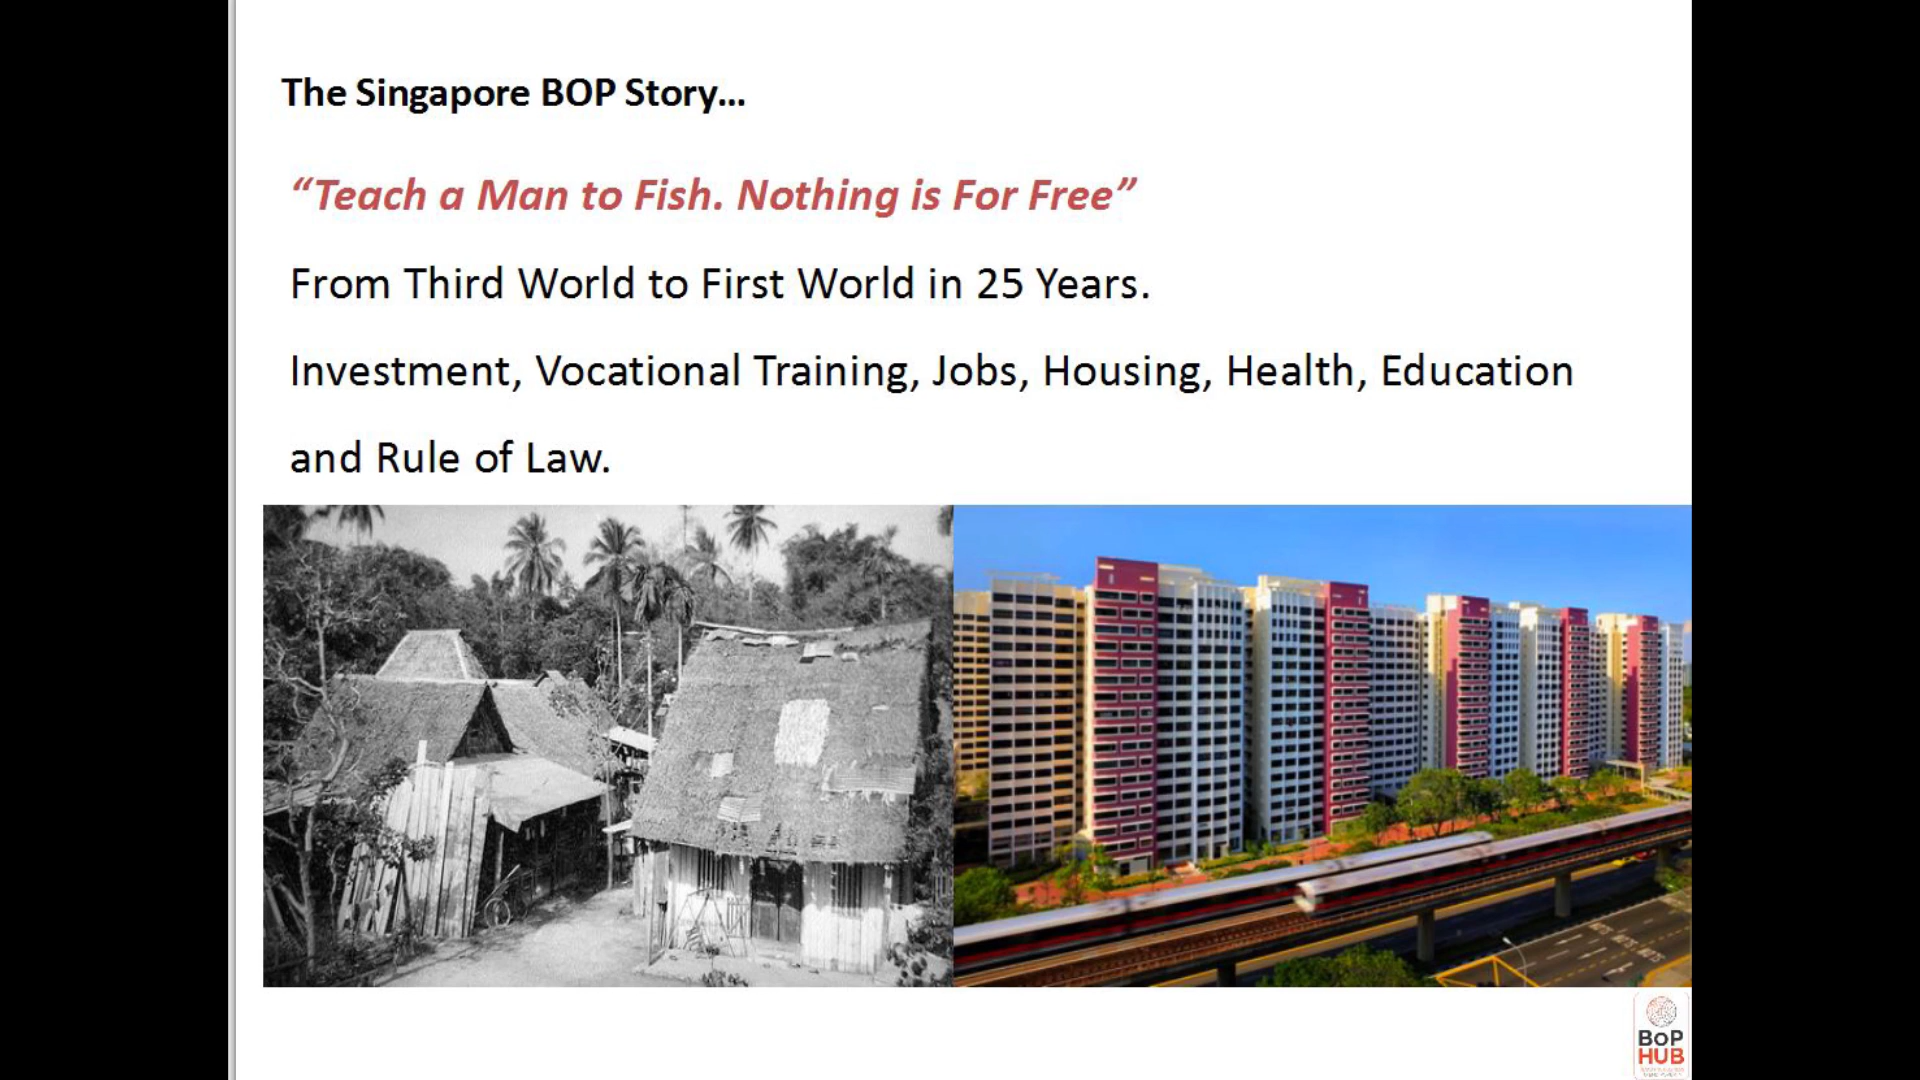 The Singapore BOP Story...
“Teach a Man to Fish. Nothing is For Free”
From Third World to First World in 25 Years.
Investment, Vocational Training, Jobs, Housing, Health, Education
and Rule of Law.
BoP
HUB